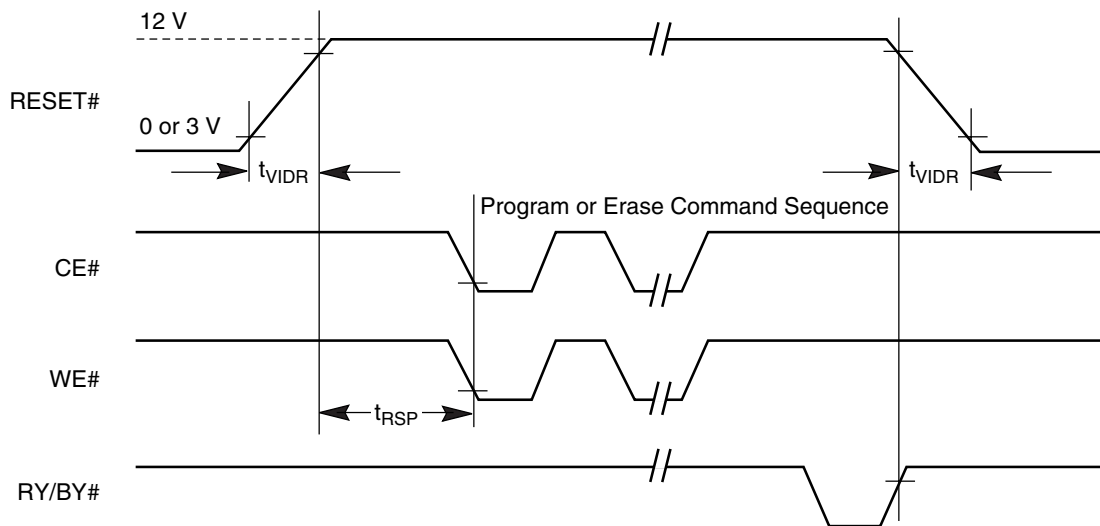 12 V
RESET#
0 or 3 V
tVIDR
tVIDR
Program or Erase Command Sequence
CE#
WE#
tRSP
RY/BY#